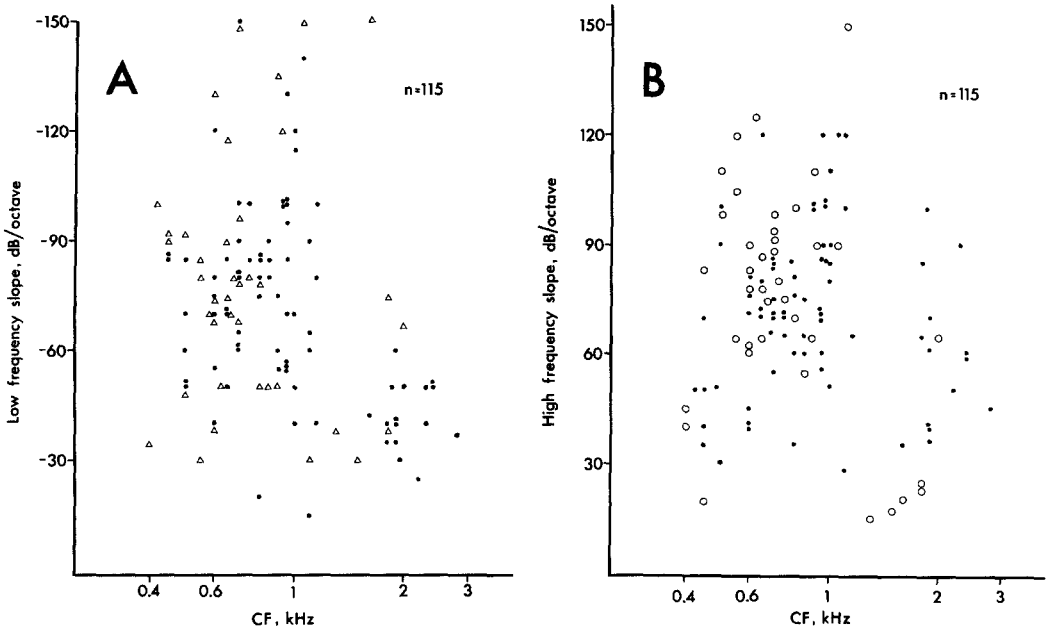 A
n=115
Low frequency slope, dB/octave
-150
-120
-90
-60
-30
0.4 0.6 1 2 3
CF, kHz
B
n=115
High frequency slope, dB/octave
150
120
90
60
30
0.4 0.6 1 2 3
CF, kHz